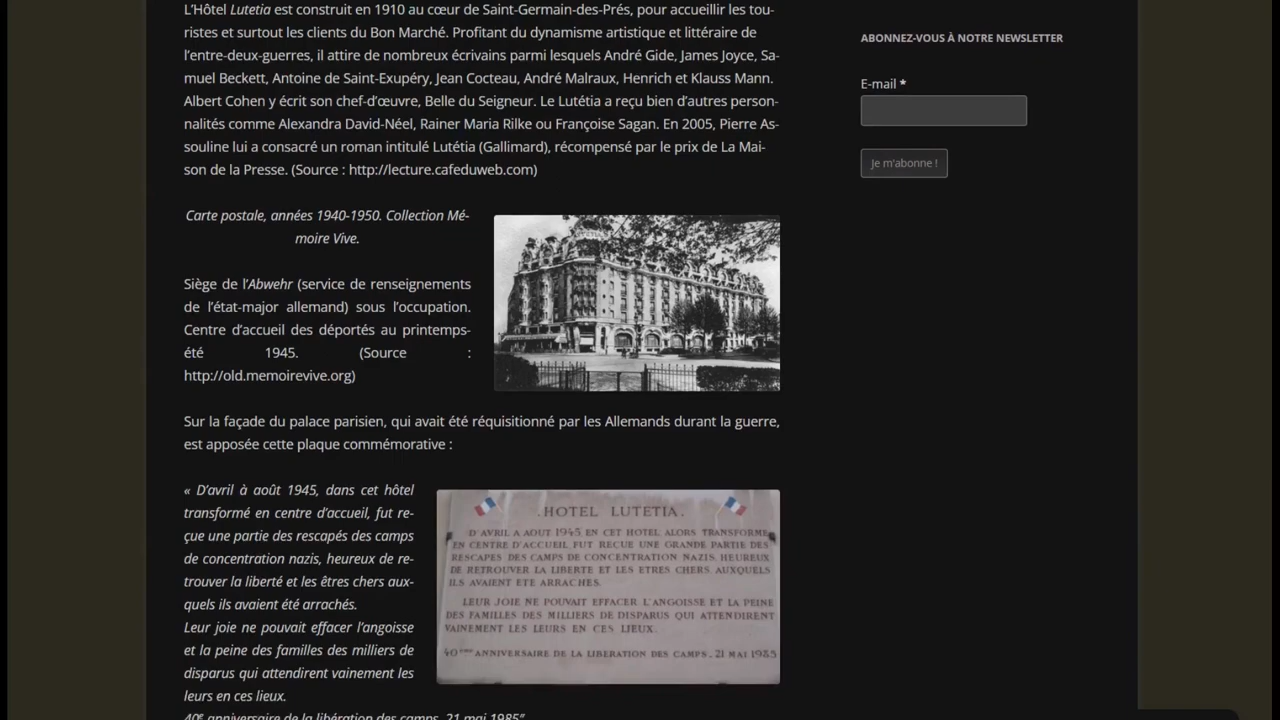 L'Hôtel Lutetia est construit en 1910 au cœur de Saint-Germain-des-Prés, pour accueillir les tou-
ristes et surtout les clients du Bon Marché. Profitant du dynamisme artistique et littéraire de
l'entre-deux-guerres, il attire de nombreux écrivains parmi lesquels André Gide, James Joyce, Sa-
muel Beckett, Antoine de Saint-Exupéry, Jean Cocteau, André Malraux, Henrich et Klauss Mann.
Albert Cohen y écrit son chef-d'œuvre, Belle du Seigneur. Le Lutétia a reçu bien d'autres person-
nalités comme Alexandra David-Néel, Rainer Maria Rilke ou Françoise Sagan. En 2005, Pierre As-
souline lui a consacré un roman intitulé Lutétia (Gallimard), récompensé par le prix de La Mai-
son de la Presse. (Source : http://lecture.cafeduweb.com)
Carte postale, années 1940-1950. Collection Mé-
moire Vive.
Siège de l'Abwehr (service de renseignements
de l'état-major allemand) sous l'occupation.
Centre d'accueil des déportés au printemps-
été 1945. (Source :
http://old.memoirevive.org)
Sur la façade du palace parisien, qui avait été réquisitionné par les Allemands durant la guerre,
est apposée cette plaque commémorative :
« D'avril à août 1945, dans cet hôtel
transformé en centre d'accueil, fut re-
çue une partie des rescapés des camps
de concentration nazis, heureux de re-
trouver la liberté et les êtres chers aux-
quels ils avaient été arrachés.
Leur joie ne pouvait effacer l'angoisse
et la peine des familles des milliers de
disparus qui attendirent vainement les
leurs en ces lieux.
40e anniversaire de la libération des camps, 21 mai 1985"
.HOTEL LUTETIA.
D'AVRIL A AOUT 1945 EN CET HOTEL ALORS TRANSFORME
EN CENTRE D'ACCUEIL FUT RECUE UNE GRANDE PARTIE DES
RESCAPES DES CAMPS DE CONCENTRATION NAZIS, HEUREUX
DE RETROUVER LA LIBERTE ET LES ETRES CHERS AUXQUELS
ILS AVAIENT ETE ARRACHES.
LEUR JOIE NE POUVAIT EFFACER L'ANGOISSE ET LA PEINE
DES FAMILLES DES MILLIERS DE DISPARUS QUI ATTENDIRENT
VAINEMENT LES LEURS EN CES LIEUX.
40ème ANNIVERSAIRE DE LA LIBERATION DES CAMPS. 21 MAI 1985
ABONNEZ-VOUS À NOTRE NEWSLETTER
E-mail *
Je m'abonne !